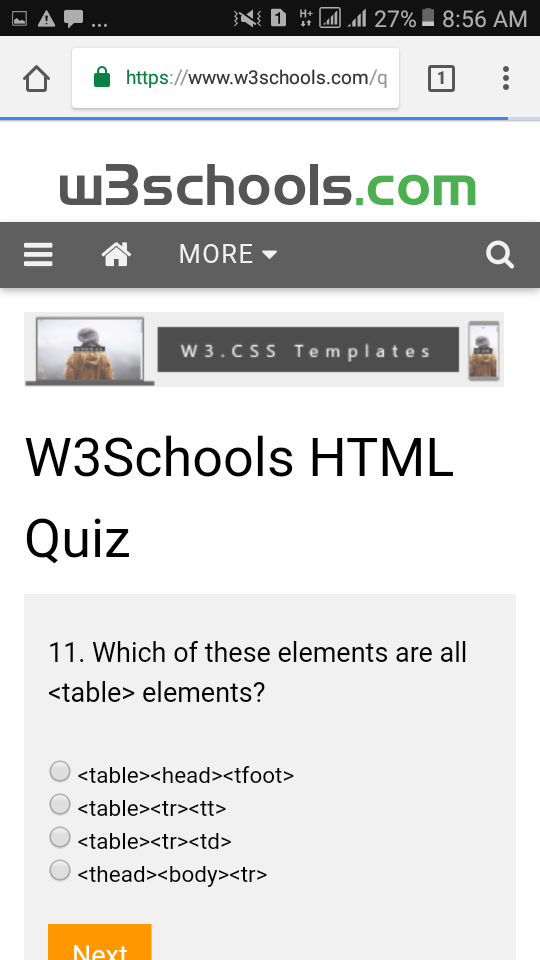 ... 1 H+ 27% 8:56 AM
https://www.w3schools.com/q 1
w3schools.com
MORE
W3.CSS Templates
W3Schools HTML
Quiz
11. Which of these elements are all
<table> elements?
<table><head><tfoot>
<table><tr><tt>
<table><tr><td>
<thead><body><tr>
Next